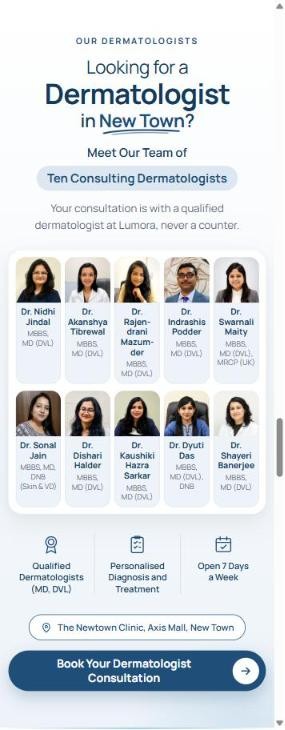 OUR DERMATOLOGISTS
Looking for a
Dermatologist
in New Town?
Meet Our Team of
Ten Consulting Dermatologists
Your consultation is with a qualified
dermatologist at Lumora, never a counter.
Dr. Nidhi
Jindal
MBBS,
MD (DVL)
Dr.
Akanshya
Tibrewal
MBBS,
MD (DVL)
Dr.
Rajen-
drani
Mazum-
der
MBBS,
MD (DVL)
Dr.
Indrashis
Podder
MBBS,
MD (DVL)
Dr.
Swarnali
Maity
MBBS,
MD (DVL),
MRCP (UK)
Dr. Sonal
Jain
MBBS, MD,
DNB
(Skin & VD)
Dr.
Dishari
Halder
MBBS,
MD (DVL)
Dr.
Kaushiki
Hazra
Sarkar
MBBS,
MD (DVL)
Dr. Dyuti
Das
MBBS,
MD (DVL),
DNB
Dr.
Shayeri
Banerjee
MBBS,
MD (DVL)
Qualified
Dermatologists
(MD, DVL)
Personalised
Diagnosis and
Treatment
Open 7 Days
a Week
The Newtown Clinic, Axis Mall, New Town
Book Your Dermatologist
Consultation